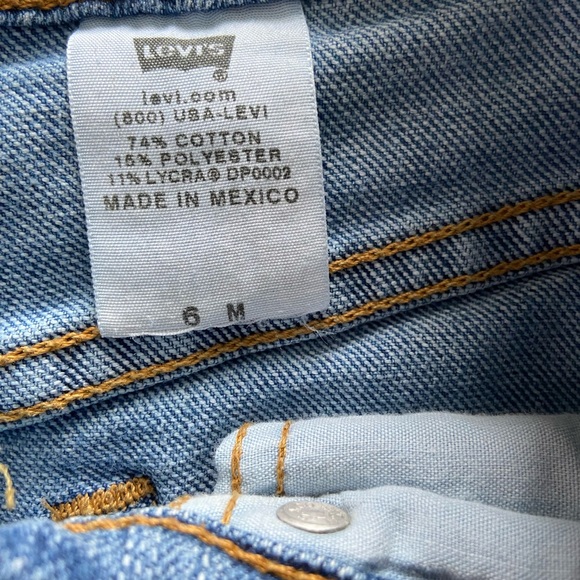 LEVI'S ®
levi.com
(800) USA-LEVI
74% COTTON
15% POLYESTER
11% LYCRA® DP0002
MADE IN MEXICO
6 M